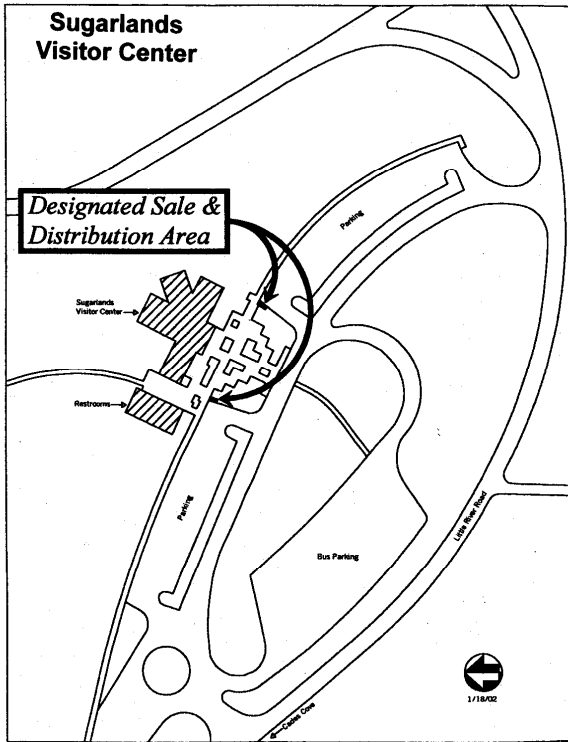 Sugarlands
Visitor Center
Designated Sale &
Distribution Area
Parking
Sugarlands
Visitor Center
Restrooms
Parking
Bus Parking
Little River Road
1/18/02
Cades Cove